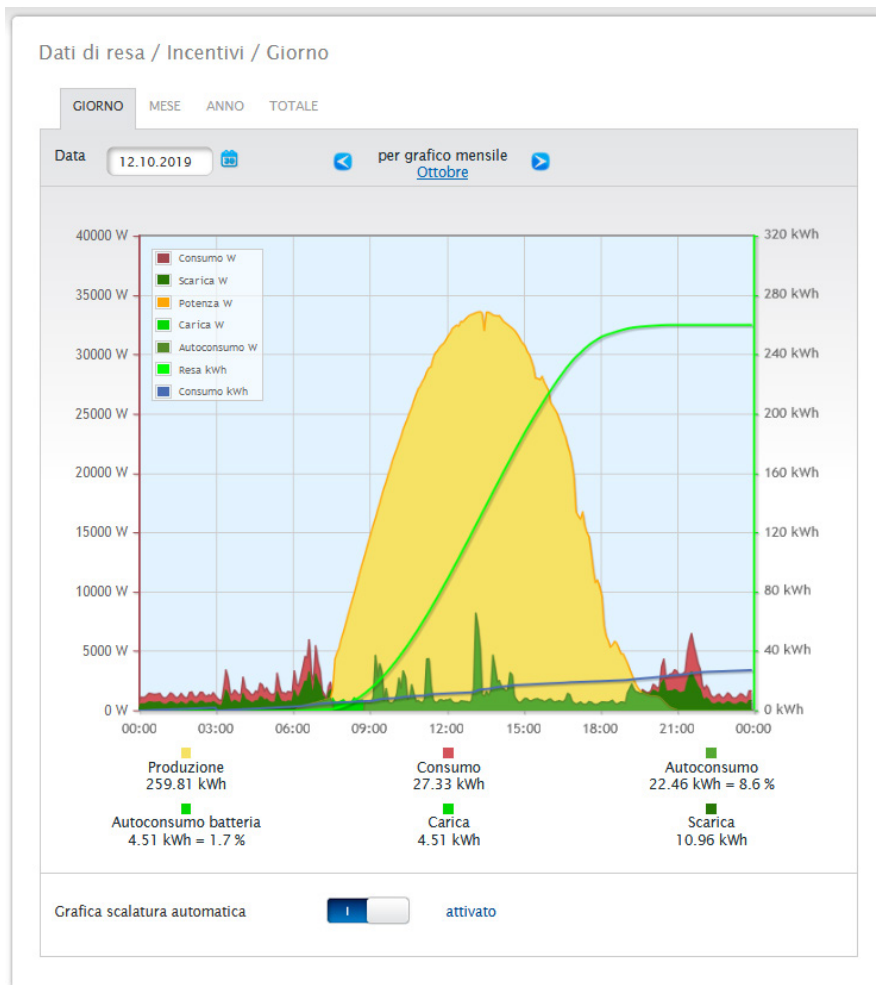 Dati di resa / Incentivi / Giorno
GIORNO MESE ANNO TOTALE
Data 12.10.2019 30 per grafico mensile
Ottobre
40000 W 320 kWh
Consumo W
Scarica W
35000 W 280 kWh
Potenza W
Carica W
Autoconsumo W
30000 W 240 kWh
Resa kWh
Consumo kWh
25000 W 200 kWh
20000 W 160 kWh
15000 W 120 kWh
10000 W 80 kWh
5000 W 40 kWh
0 W 0 kWh
00:00 03:00 06:00 09:00 12:00 15:00 18:00 21:00 00:00
Produzione Consumo Autoconsumo
259.81 kWh 27.33 kWh 22.46 kWh = 8.6 %
Autoconsumo batteria Carica Scarica
4.51 kWh = 1.7 % 4.51 kWh 10.96 kWh
Grafica scalatura automatica I attivato